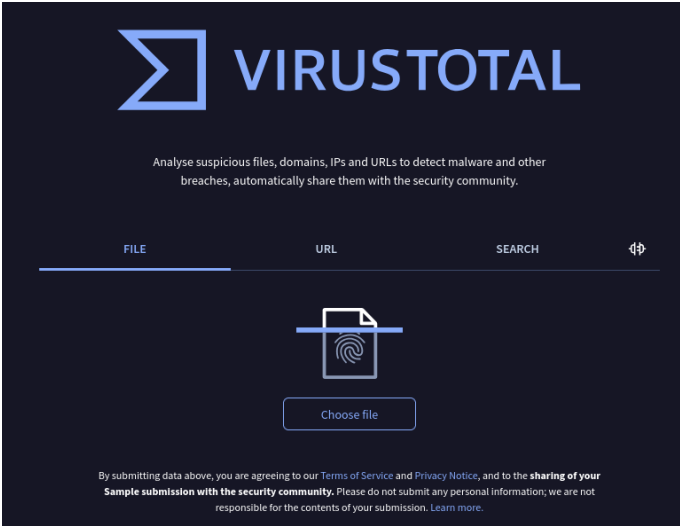 VIRUSTOTAL
Analyse suspicious files, domains, IPs and URLs to detect malware and other
breaches, automatically share them with the security community.
FILE URL SEARCH
Choose file
By submitting data above, you are agreeing to our Terms of Service and Privacy Notice, and to the sharing of your
Sample submission with the security community. Please do not submit any personal information; we are not
responsible for the contents of your submission. Learn more.